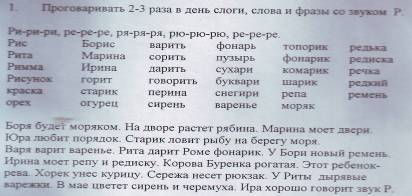 1. Проговаривать 2-3 раза в день слоги, слова и фразы со звуком Р.
Ри-ри-ри, ре-ре-ре, ря-ря-ря, рю-рю-рю, ре-ре-ре.
Рис Борис варить фонарь топорик редька
Рита Марина сорить пузырь фонарик редиска
Римма Ирина дарить сухари комарик речка
Рисунок горит говорить буквари шарик редкий
краска старик перина снегири репа ремень
орех огурец сирень варенье моряк
Боря будет моряком. На дворе растет рябина. Марина моет двери.
Юра любит порядок. Старик ловит рыбу на берегу моря.
Варя варит варенье. Рита дарит Роме фонарик. У Бори новый ремень.
Ирина моет репу и редиску. Корова Буренка рогатая. Этот ребенок-
рева. Хорек унес курицу. Сережа несет рюкзак. У Риты дырявые
варежки. В мае цветет сирень и черемуха. Ира хорошо говорит звук Р.